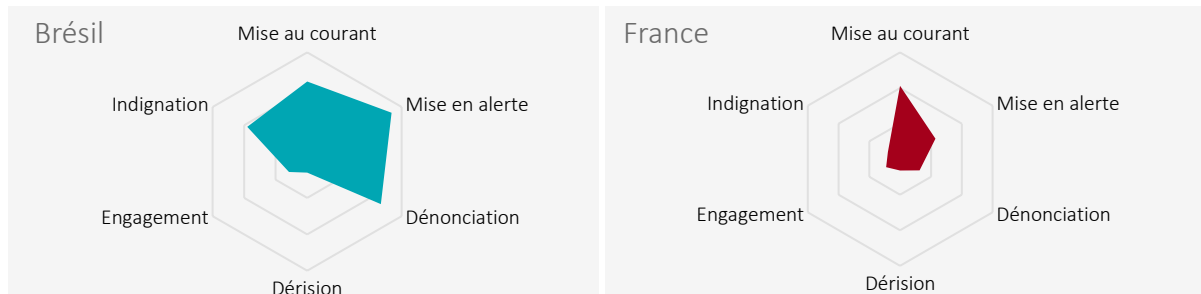 Brésil
Mise au courant
Indignation
Mise en alerte
Engagement
Dénonciation
Dérision
France
Mise au courant
Indignation
Mise en alerte
Engagement
Dénonciation
Dérision